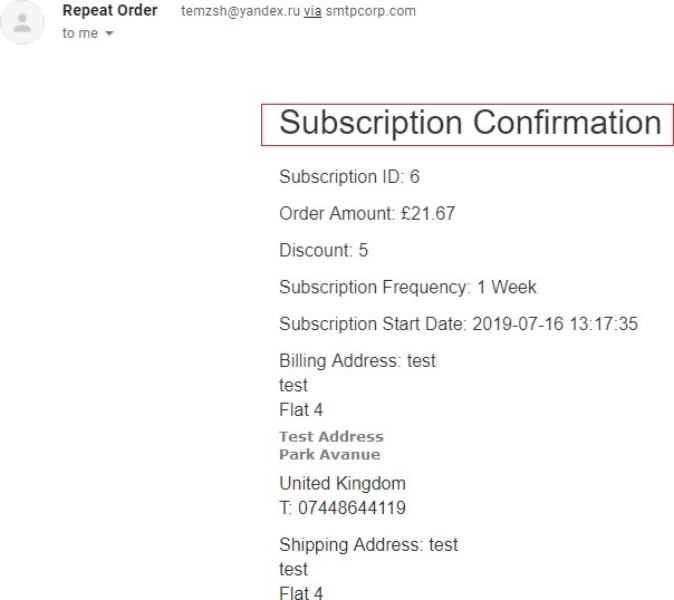 Repeat Order temzsh@yandex.ru via smtpcorp.com
to me
Subscription Confirmation
Subscription ID: 6
Order Amount: £21.67
Discount: 5
Subscription Frequency: 1 Week
Subscription Start Date: 2019-07-16 13:17:35
Billing Address: test
test
Flat 4
Test Address
Park Avanue
United Kingdom
T: 07448644119
Shipping Address: test
test
Flat 4